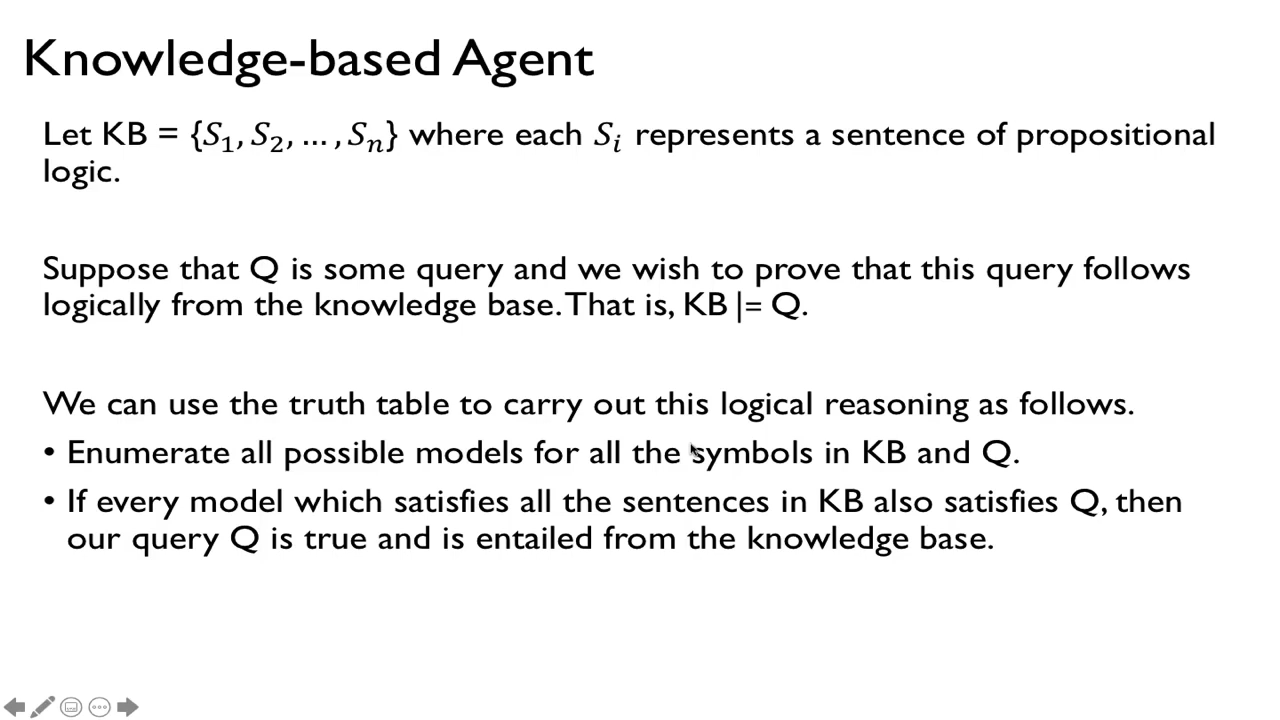 Knowledge-based Agent
Let KB = {S₁, S₂, … , Sₙ} where each Sᵢ represents a sentence of propositional
logic.
Suppose that Q is some query and we wish to prove that this query follows
logically from the knowledge base. That is, KB |= Q.
We can use the truth table to carry out this logical reasoning as follows.
• Enumerate all possible models for all the symbols in KB and Q.
• If every model which satisfies all the sentences in KB also satisfies Q, then
our query Q is true and is entailed from the knowledge base.